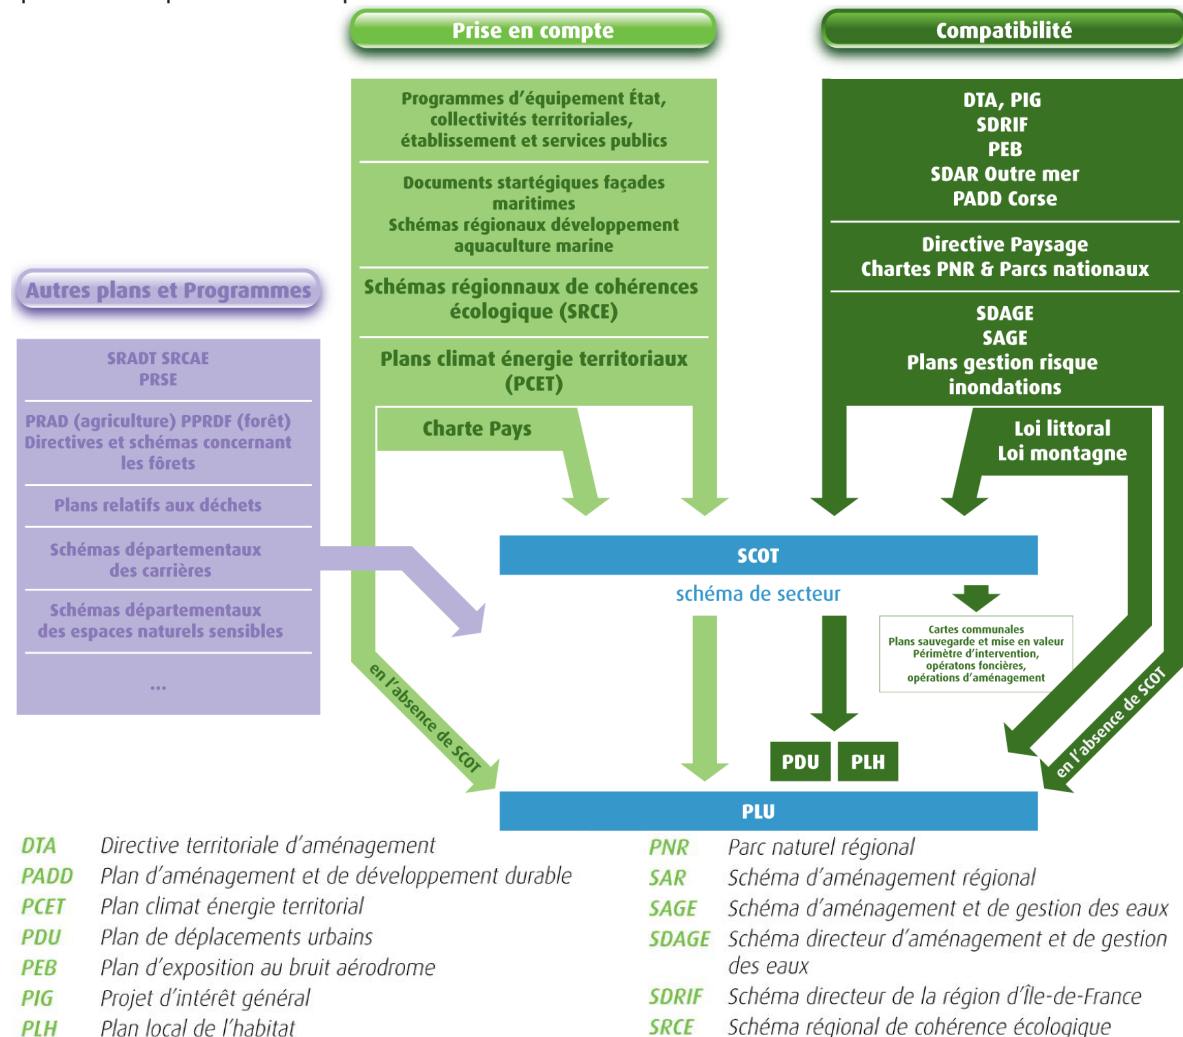 Prise en compte
Programmes d'équipement État,
collectivités territoriales,
établissement et services publics
Documents startégiques façades
maritimes
Schémas régionaux développement
aquaculture marine
Schémas régionnaux de cohérences
écologique (SRCE)
Plans climat énergie territoriaux
(PCET)
Charte Pays
Compatibilité
DTA, PIG
SDRIF
PEB
SDAR Outre mer
PADD Corse
Directive Paysage
Chartes PNR & Parcs nationaux
SDAGE
SAGE
Plans gestion risque
inondations
Loi littoral
Loi montagne
Autres plans et Programmes
SRADT SRCAE
PRSE
PRAD (agriculture) PPRDF (forêt)
Directives et schémas concernant
les fôrets
Plans relatifs aux déchets
Schémas départementaux
des carrières
Schémas départementaux
des espaces naturels sensibles
...
SCOT
schéma de secteur
Cartes communales
Plans sauvegarde et mise en valeur
Périmètre d'intervention,
opératons foncières,
opérations d'aménagement
en l'absence de SCOT
en l'absence de SCOT
PDU
PLH
PLU
DTA Directive territoriale d'aménagement
PADD Plan d'aménagement et de développement durable
PCET Plan climat énergie territorial
PDU Plan de déplacements urbains
PEB Plan d'exposition au bruit aérodrome
PIG Projet d'intérêt général
PLH Plan local de l'habitat
PNR Parc naturel régional
SAR Schéma d'aménagement régional
SAGE Schéma d'aménagement et de gestion des eaux
SDAGE Schéma directeur d'aménagement et de gestion
des eaux
SDRIF Schéma directeur de la région d'Île-de-France
SRCE Schéma régional de cohérence écologique